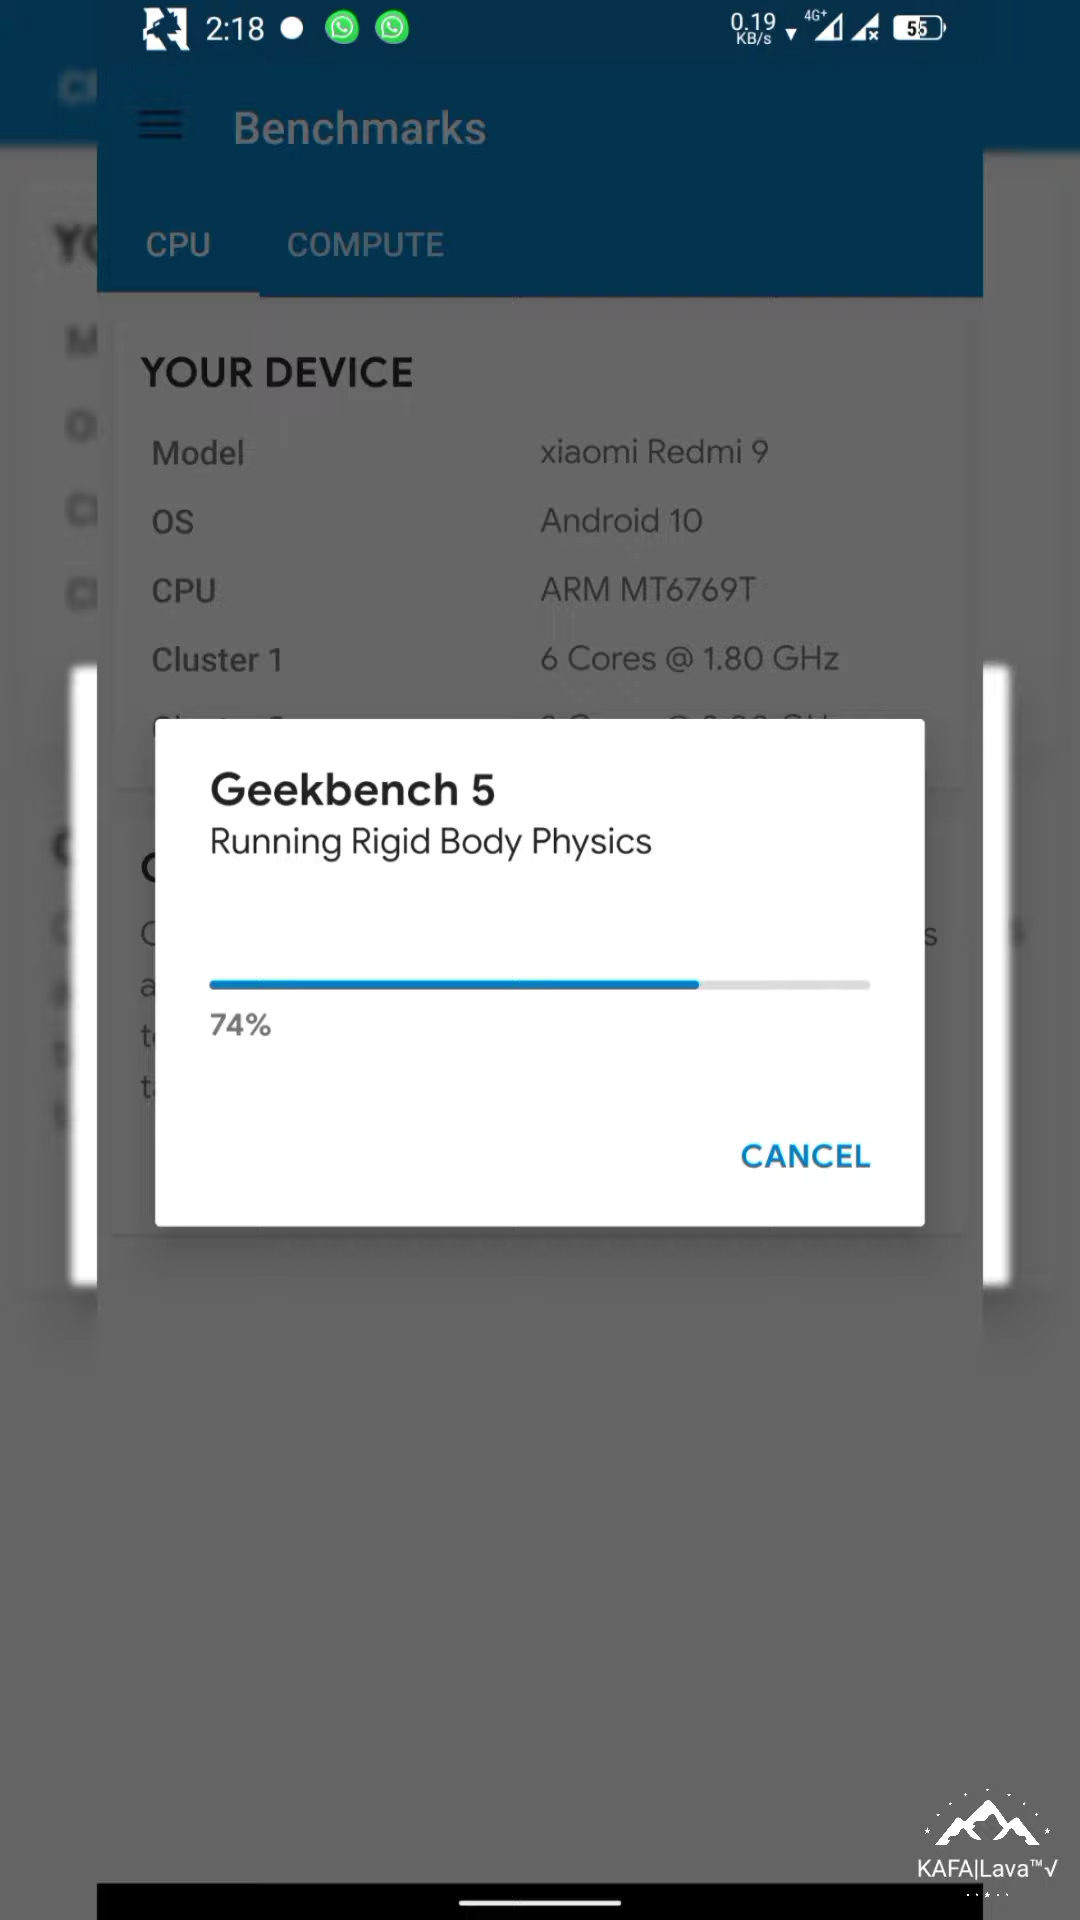 2:18
0.19
KB/s
4G+
55
Benchmarks
CPU COMPUTE
YOUR DEVICE
Model xiaomi Redmi 9
OS Android 10
CPU ARM MT6769T
Cluster 1 6 Cores @ 1.80 GHz
Geekbench 5
Running Rigid Body Physics
74%
CANCEL
KAFA|Lava™√